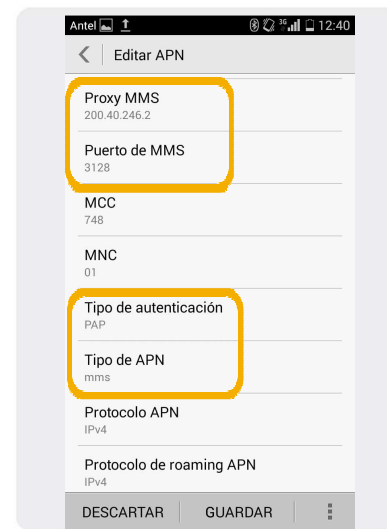 Antel 3G 12:40
Editar APN
Proxy MMS
200.40.246.2
Puerto de MMS
3128
MCC
748
MNC
01
Tipo de autenticación
PAP
Tipo de APN
mms
Protocolo APN
IPv4
Protocolo de roaming APN
IPv4
DESCARTAR GUARDAR